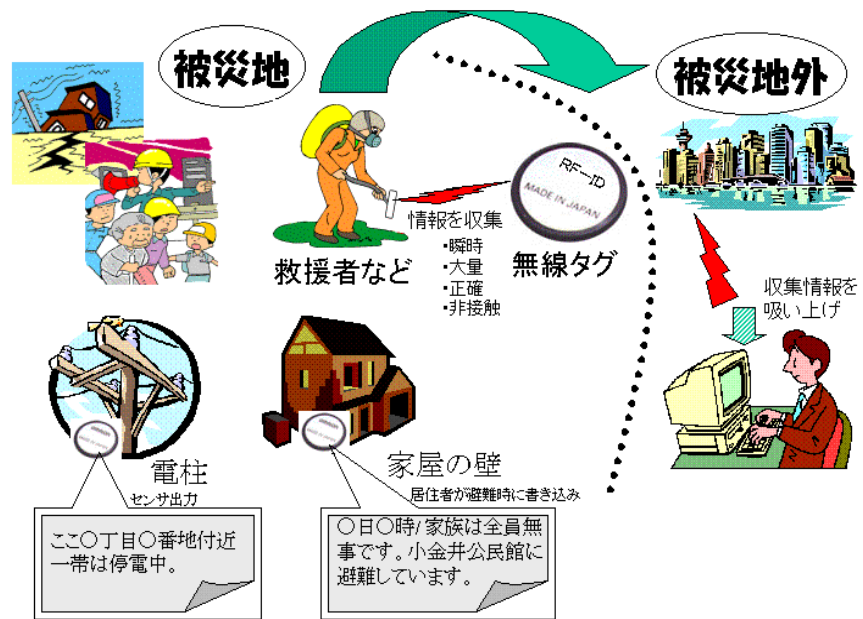 被災地
被災地外
RF-ID
MADE IN JAPAN
情報を収集
・瞬時
・大量
・正確
・非接触
救援者など
無線タグ
収集情報を
吸い上げ
電柱
センサ出力
家屋の壁
居住者が避難時に書き込み
ここ〇丁目〇番地付近
一帯は停電中。
〇日〇時/家族は全員無
事です。小金井公民館に
避難しています。